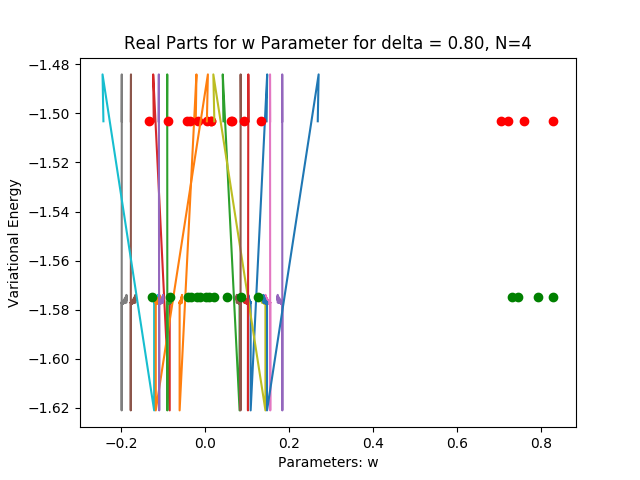 Real Parts for w Parameter for delta = 0.80, N=4
−1.48
−1.50
−1.52
−1.54
−1.56
−1.58
−1.60
−1.62
Variational Energy
−0.2 0.0 0.2 0.4 0.6 0.8
Parameters: w